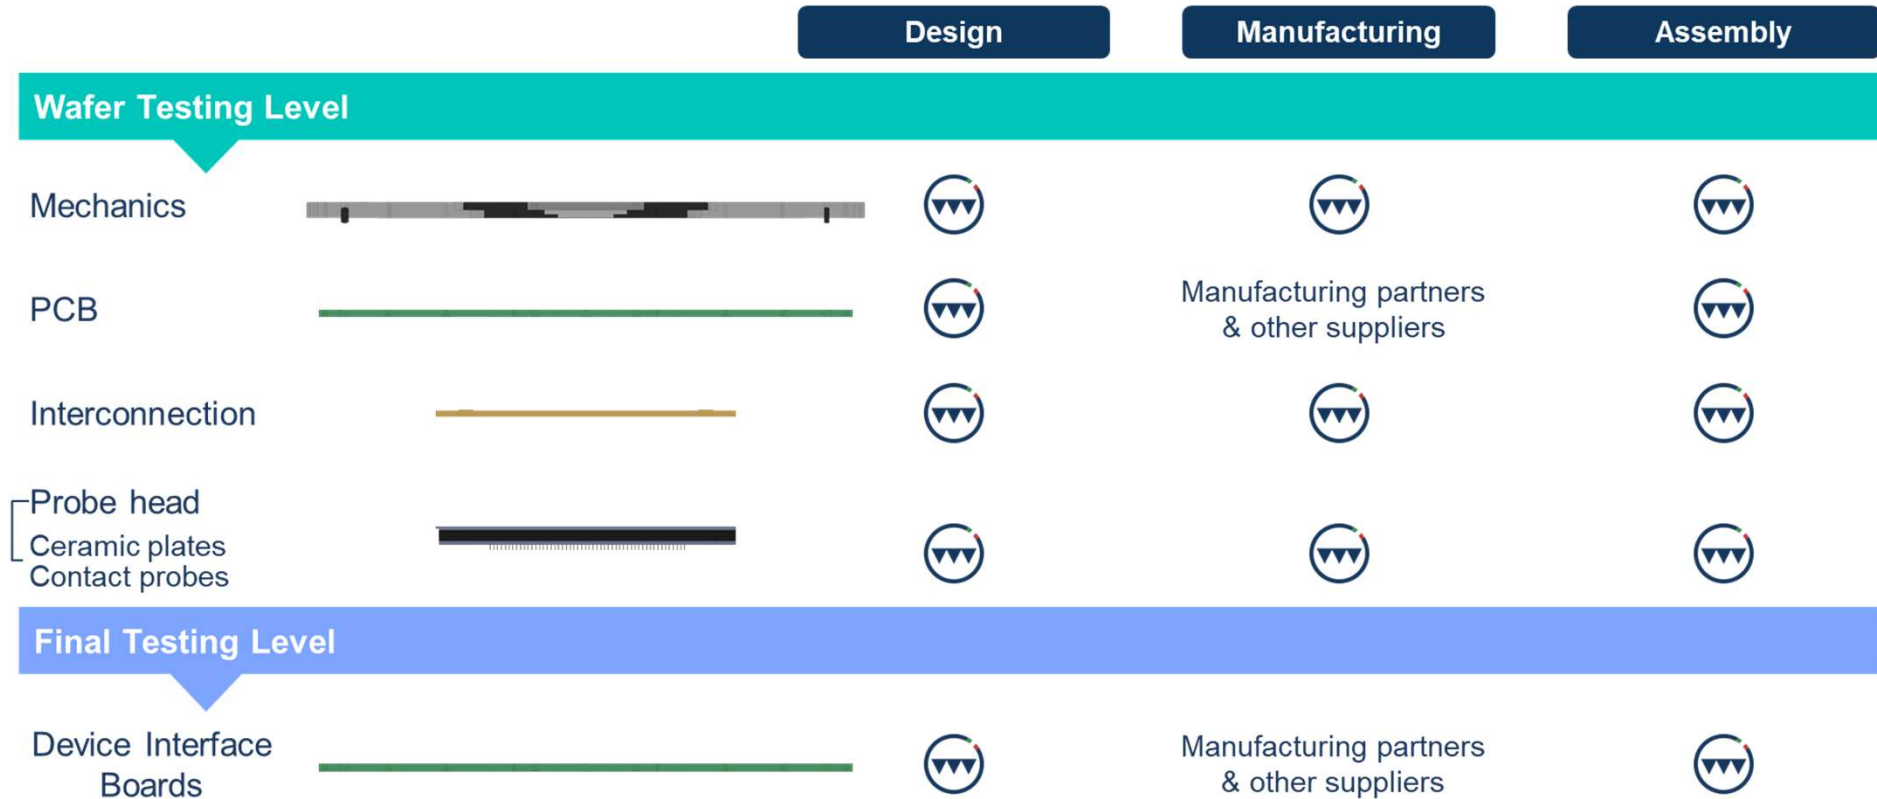 Design Manufacturing Assembly
Wafer Testing Level
Mechanics
PCB
Manufacturing partners
& other suppliers
Interconnection
Probe head
Ceramic plates
Contact probes
Final Testing Level
Device Interface
Boards
Manufacturing partners
& other suppliers